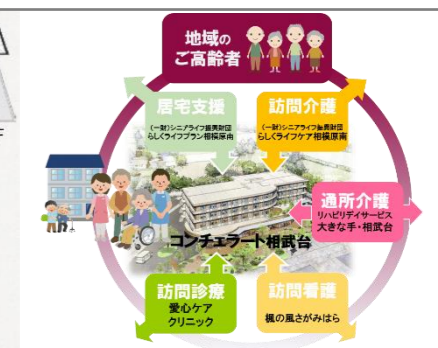 地域の
ご高齢者
居宅支援
(一財)シニアライフ振興財団
らしくライフプラン相模原南
訪問介護
(一財)シニアライフ振興財団
らしくライフケア相模原南
通所介護
リハビリデイサービス
大きな手・相武台
コンチェラート相武台
訪問診療
愛心ケア
クリニック
訪問看護
楓の風さがみはら